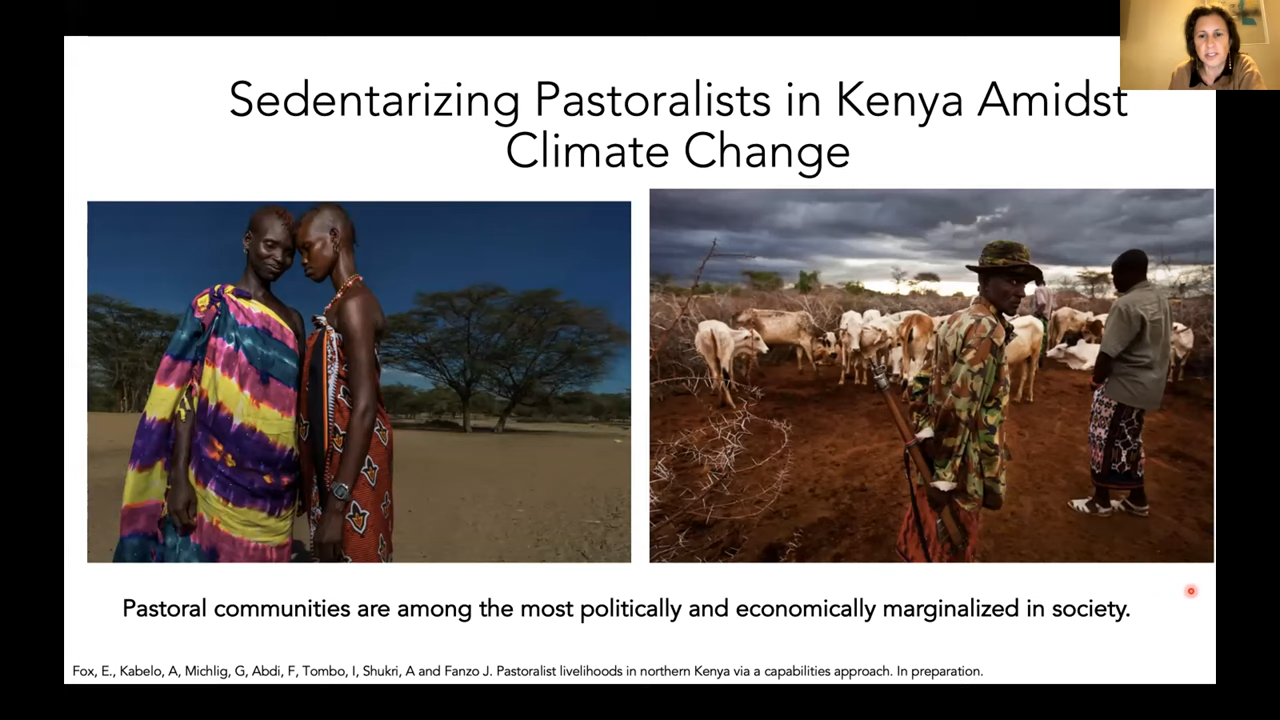 Sedentarizing Pastoralists in Kenya Amidst
Climate Change
Pastoral communities are among the most politically and economically marginalized in society.
Fox, E., Kabelo, A, Michlig, G, Abdi, F, Tombo, I, Shukri, A and Fanzo J. Pastoralist livelihoods in northern Kenya via a capabilities approach. In preparation.